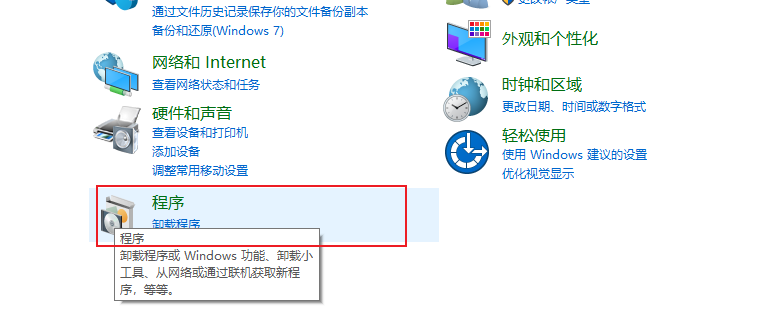 通过文件历史记录保存你的文件备份副本
备份和还原(Windows 7)
网络和 Internet
查看网络状态和任务
硬件和声音
查看设备和打印机
添加设备
调整常用移动设置
程序
卸载程序
程序
卸载程序或 Windows 功能、卸载小
工具、从网络或通过联机获取新程
序，等等。
外观和个性化
时钟和区域
更改日期、时间或数字格式
轻松使用
使用 Windows 建议的设置
优化视觉显示